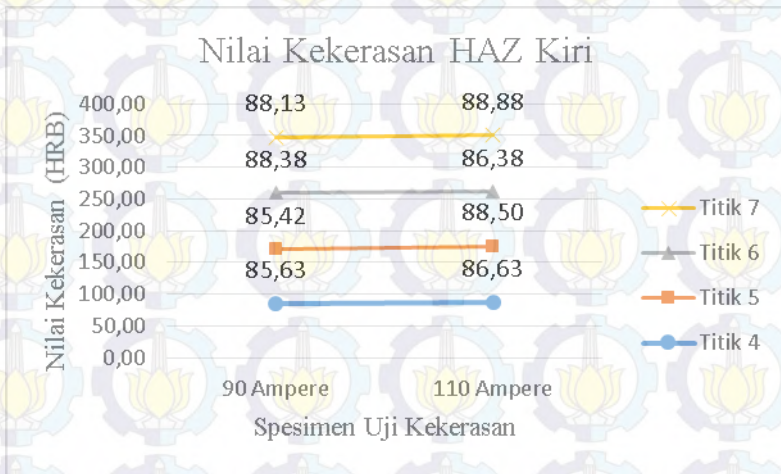 Nilai Kekerasan HAZ Kiri
Nilai Kekerasan (HRB)
400,00
350,00
300,00
250,00
200,00
150,00
100,00
50,00
0,00
88,13 88,88
88,38 86,38
85,42 88,50
85,63 86,63
90 Ampere 110 Ampere
Spesimen Uji Kekerasan
Titik 7
Titik 6
Titik 5
Titik 4